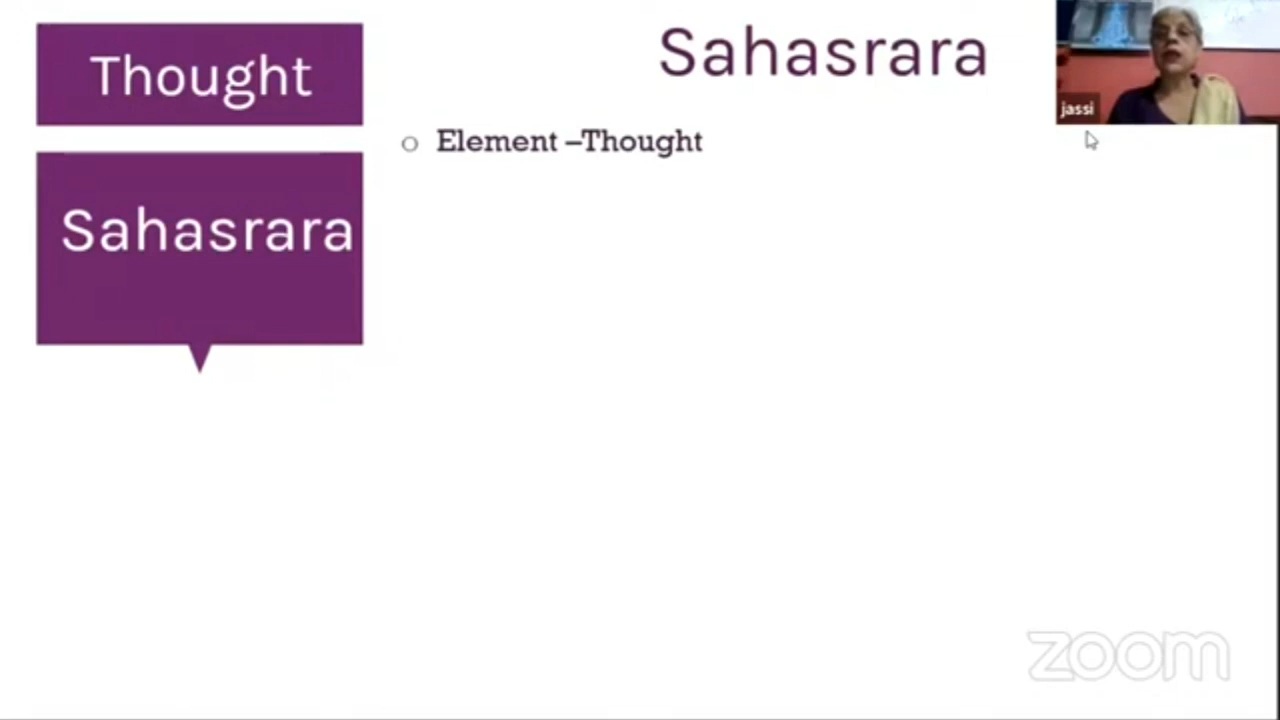 Thought
Sahasrara
Sahasrara
Element –Thought
jassi
zoom